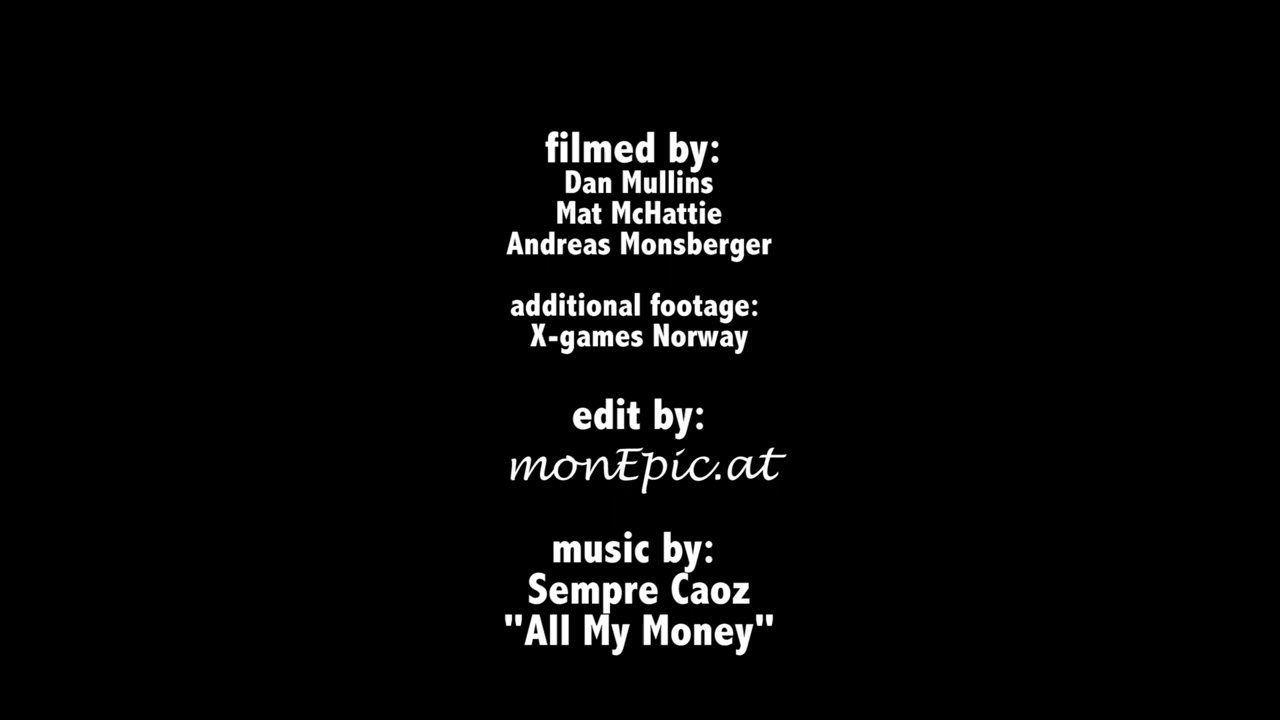 filmed by:
Dan Mullins
Mat McHattie
Andreas Monsberger
additional footage:
X-games Norway
edit by:
monEpic.at
music by:
Sempre Caoz
"All My Money"